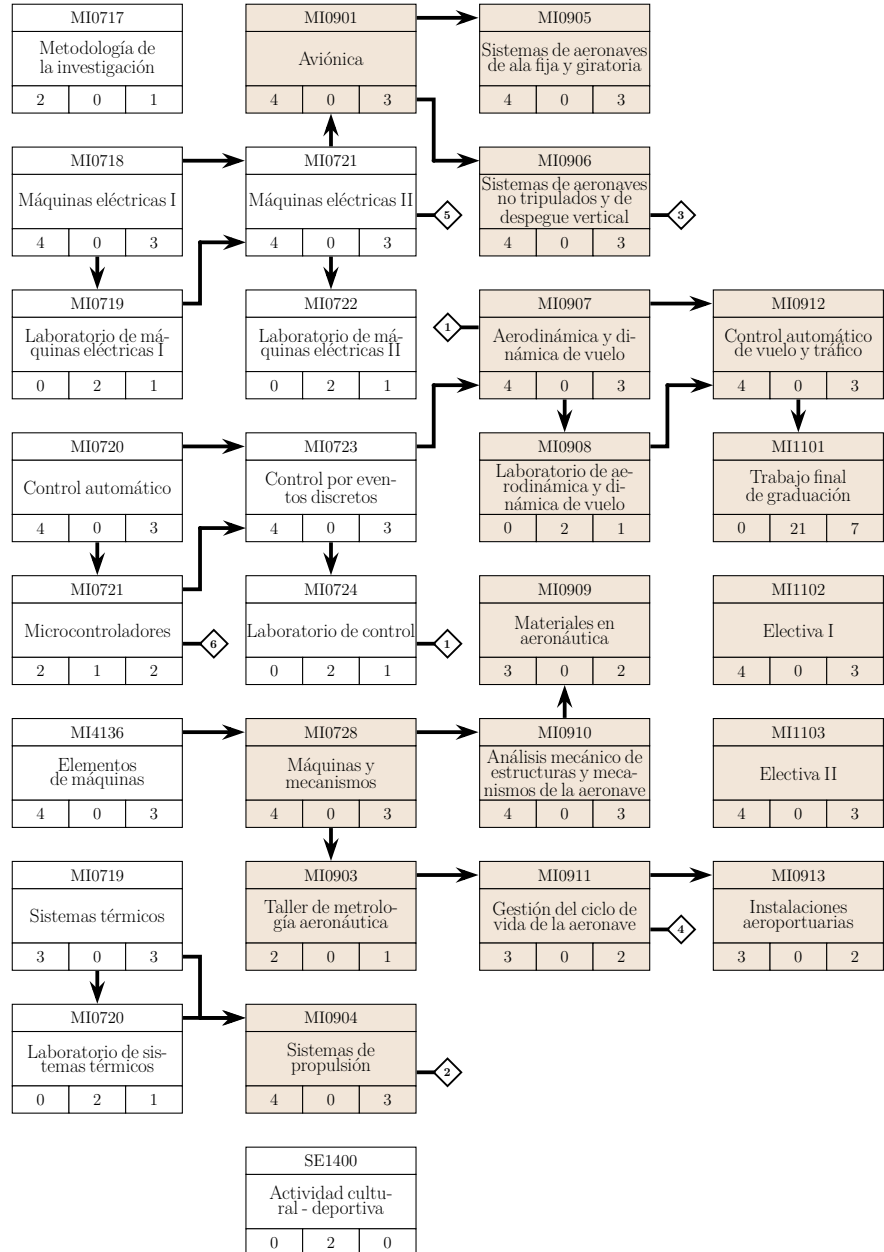 MI0717
Metodología de
la investigación
2 0 1
MI0718
Máquinas eléctricas I
4 0 3
MI0719
Laboratorio de má-
quinas eléctricas I
0 2 1
MI0720
Control automático
4 0 3
MI0721
Microcontroladores
2 1 2
6
MI4136
Elementos
de máquinas
4 0 3
MI0719
Sistemas térmicos
3 0 3
MI0720
Laboratorio de sis-
temas térmicos
0 2 1
MI0901
Aviónica
4 0 3
MI0721
Máquinas eléctricas II
4 0 3
5
MI0722
Laboratorio de má-
quinas eléctricas II
0 2 1
MI0723
Control por even-
tos discretos
4 0 3
MI0724
Laboratorio de control
0 2 1
1
MI0728
Máquinas y
mecanismos
4 0 3
MI0903
Taller de metrolo-
gía aeronáutica
2 0 1
MI0904
Sistemas de
propulsión
4 0 3
2
SE1400
Actividad cultu-
ral - deportiva
0 2 0
MI0905
Sistemas de aeronaves
de ala fija y giratoria
4 0 3
MI0906
Sistemas de aeronaves
no tripulados y de
despegue vertical
4 0 3
3
1
MI0907
Aerodinámica y di-
námica de vuelo
4 0 3
MI0908
Laboratorio de ae-
rodinámica y di-
námica de vuelo
0 2 1
MI0909
Materiales en
aeronáutica
3 0 2
MI0910
Análisis mecánico de
estructuras y meca-
nismos de la aeronave
4 0 3
MI0911
Gestión del ciclo de
vida de la aeronave
3 0 2
4
MI0912
Control automático
de vuelo y tráfico
4 0 3
MI1101
Trabajo final
de graduación
0 21 7
MI1102
Electiva I
4 0 3
MI1103
Electiva II
4 0 3
MI0913
Instalaciones
aeroportuarias
3 0 2